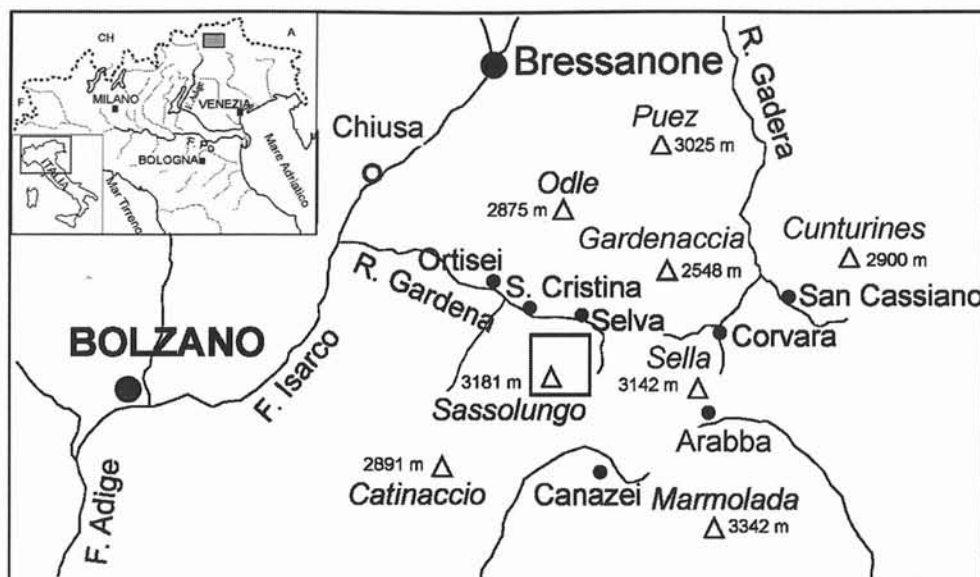 CH
A
F
MILANO
F. Adige
VENEZIA
F. Po
BOLOGNA
Mare Adriatico
ITALIA
Mar Tirreno
Bressanone
R. Gadera
Chiusa
Puez
3025 m
Odle
2875 m
Gardenaccia
2548 m
Cunturines
2900 m
Ortisei
R. Gardena
S. Cristina
Selva
San Cassiano
Corvara
BOLZANO
F. Isarco
3181 m
Sassolungo
Sella
3142 m
Arabba
F. Adige
2891 m
Catinaccio
Canazei
Marmolada
3342 m